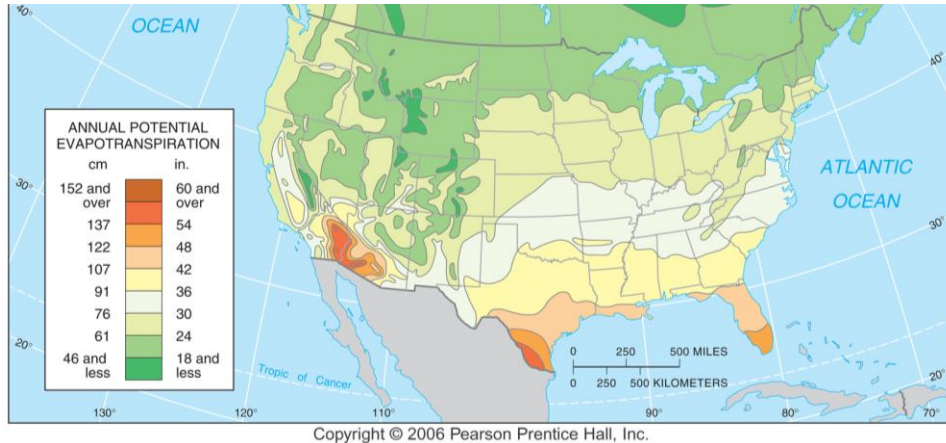 40°
OCEAN
40°
ANNUAL POTENTIAL
EVAPOTRANSPIRATION
cm in.
152 and over 60 and over
137 54
122 48
107 42
91 36
76 30
61 24
46 and less 18 and less
30°
ATLANTIC
OCEAN
30°
20°
0 250 500 MILES
0 250 500 KILOMETERS
Tropic of Cancer
20°
130° 120° 110° 90° 80° 70°
Copyright © 2006 Pearson Prentice Hall, Inc.